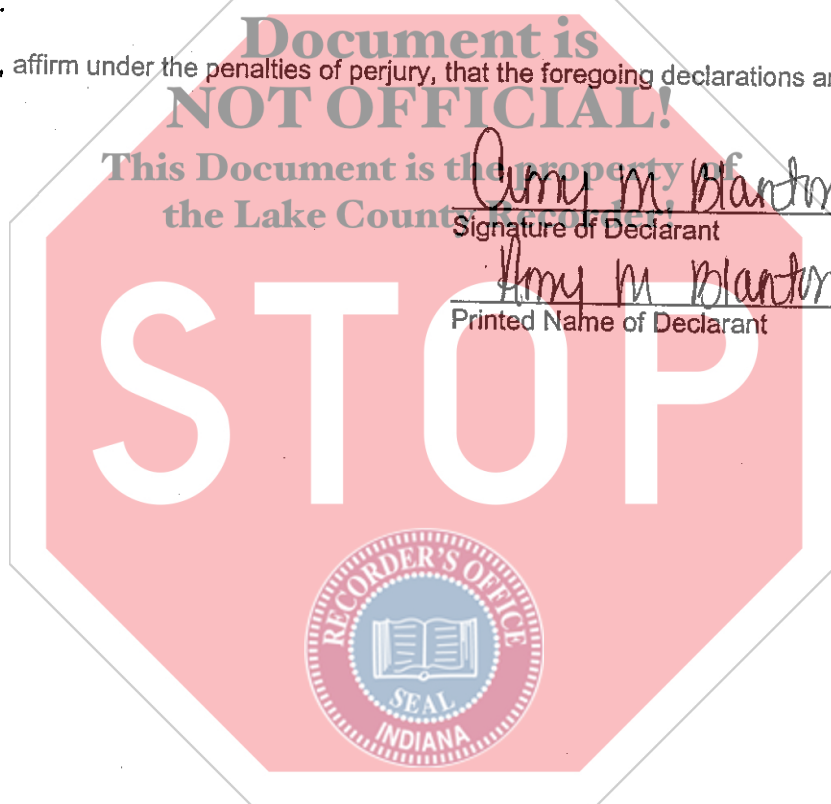 Document is
, affirm under the penalties of perjury, that the foregoing declarations ar
NOT OFFICIAL!
This Document is the property of
the Lake County Recorder!
Amy M Blanton
Signature of Declarant
Amy M Blanton
Printed Name of Declarant
STOP
RECORDER'S OFFICE
SEAL
INDIANA